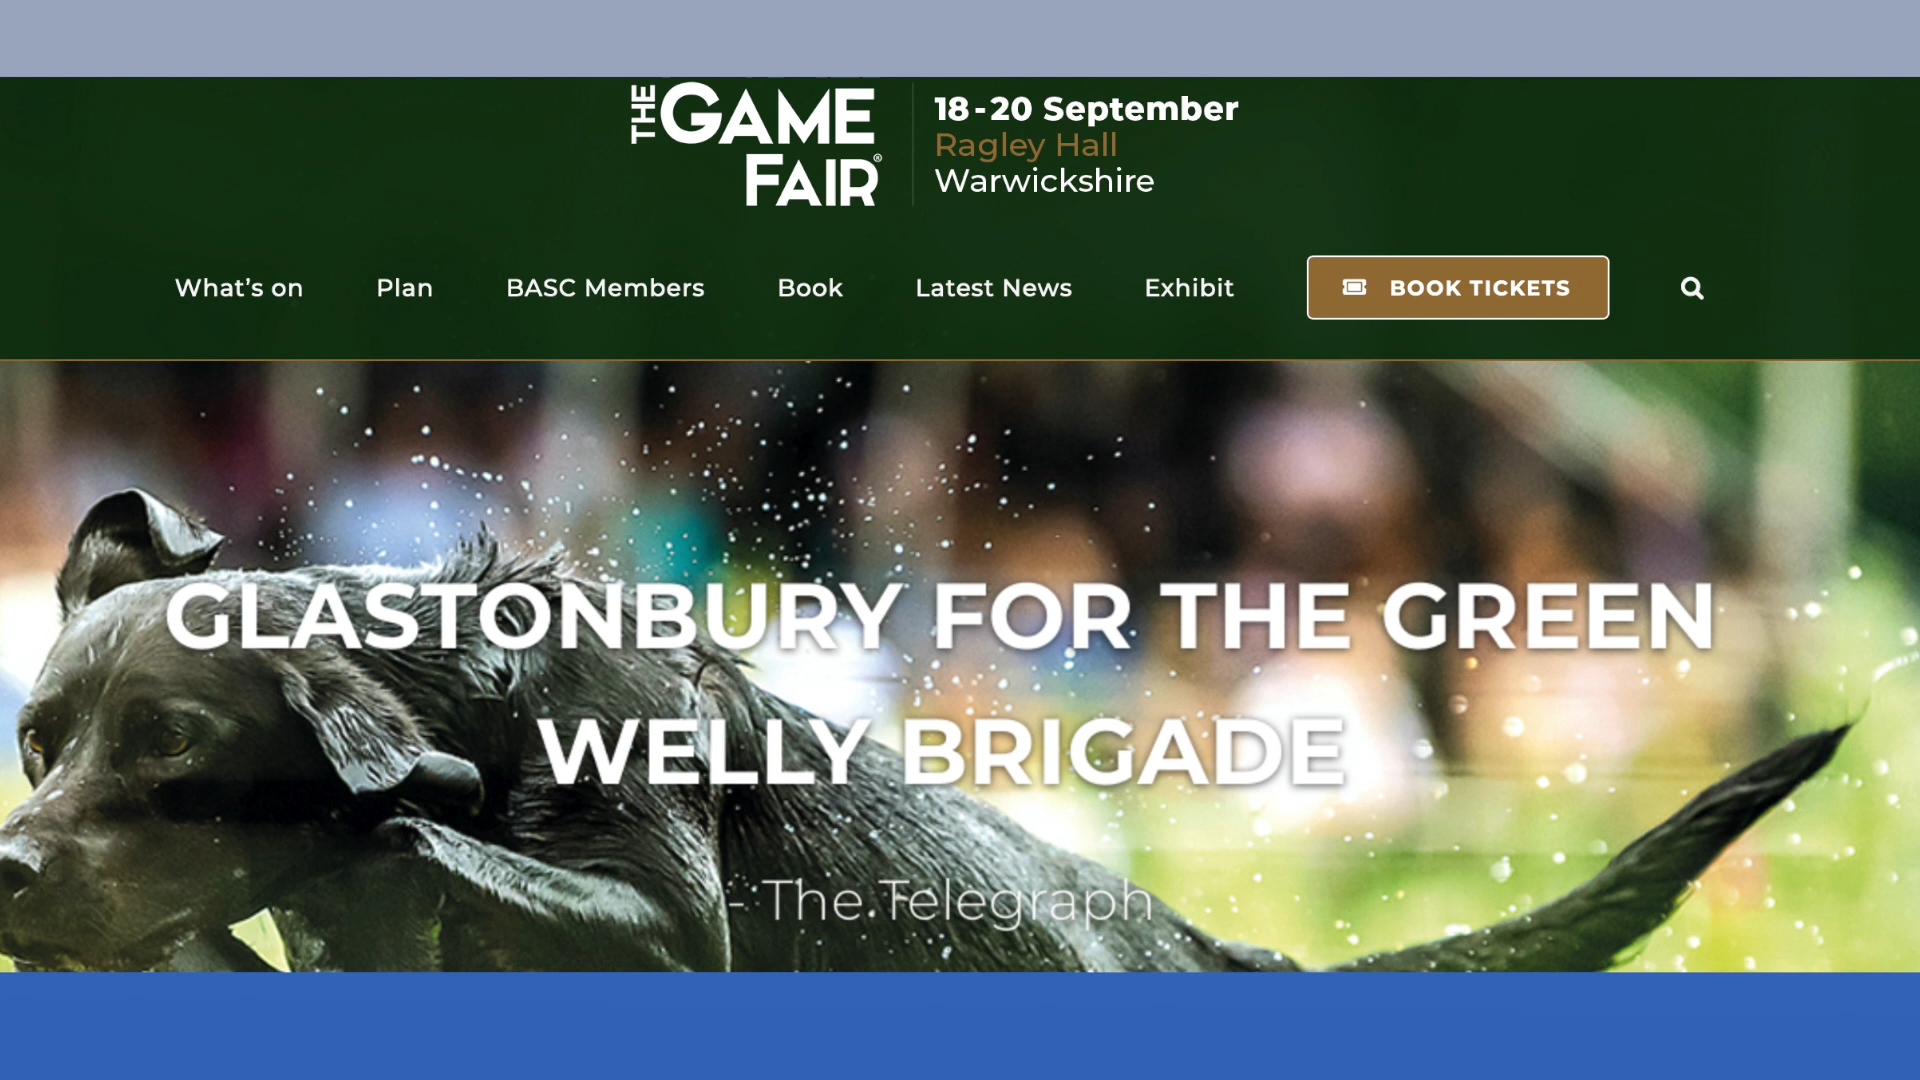 THE GAME
FAIR®
18-20 September
Ragley Hall
Warwickshire
What's on Plan BASC Members Book Latest News Exhibit BOOK TICKETS
GLASTONBURY FOR THE GREEN
WELLY BRIGADE
- The Telegraph